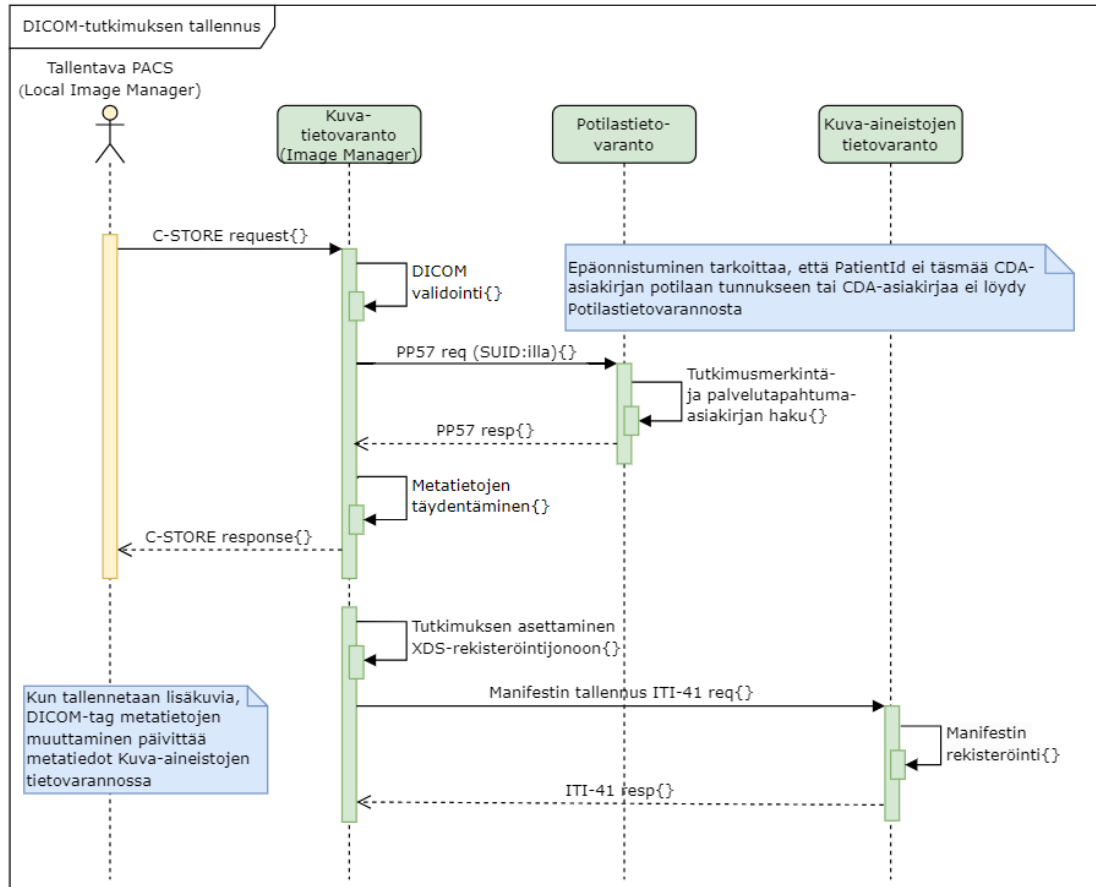 DICOM-tutkimuksen tallennus
Tallentava PACS
(Local Image Manager)
Kuva-
tietovaranto
(Image Manager)
Potilastieto-
varanto
Kuva-aineistojen
tietovaranto
C-STORE request{}
DICOM
validointi{}
Epäonnistuminen tarkoittaa, että PatientId ei täsmää CDA-
asiakirjan potilaan tunnukseen tai CDA-asiakirjaa ei löydy
Potilastietovarannosta
PP57 req (SUID:illa){}
Tutkimusmerkintä-
ja palvelutapahtuma-
asiakirjan haku{}
PP57 resp{}
Metatietojen
täydentäminen{}
C-STORE response{}
Tutkimuksen asettaminen
XDS-rekisteröintijonoon{}
Kun tallennetaan lisäkuvia,
DICOM-tag metatietojen
muuttaminen päivittää
metatiedot Kuva-aineistojen
tietovarannossa
Manifestin tallennus ITI-41 req{}
Manifestin
rekisteröinti{}
ITI-41 resp{}